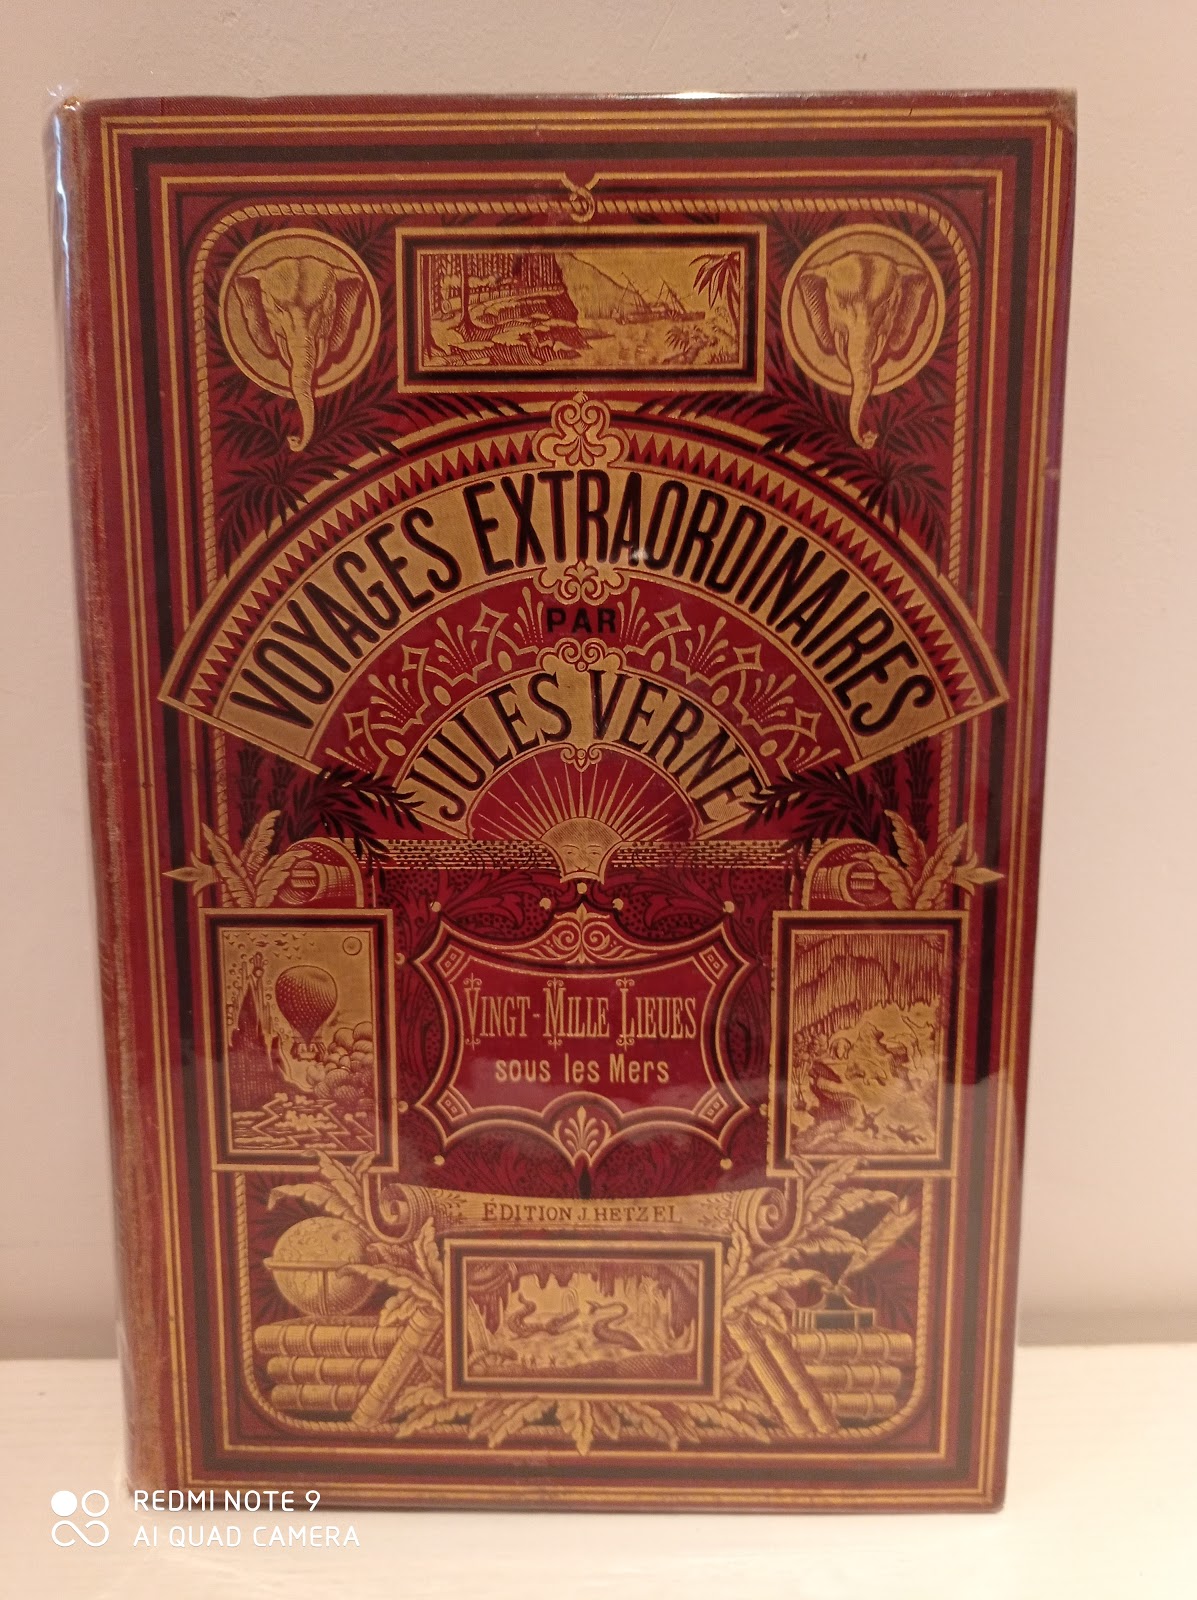 VOYAGES EXTRAORDINAIRES
PAR
JULES VERNE
VINGT-MILLE LIEUES
sous les Mers
ÉDITION J. HETZEL
REDMI NOTE 9
AI QUAD CAMERA